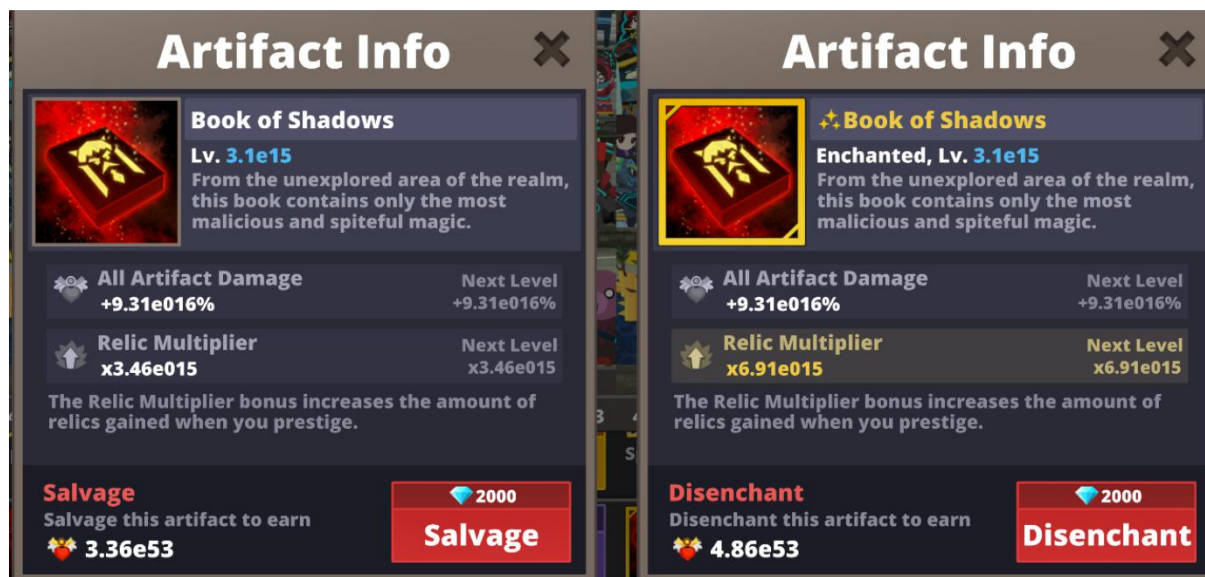 Artifact Info
Book of Shadows
Lv. 3.1e15
From the unexplored area of the realm,
this book contains only the most
malicious and spiteful magic.
All Artifact Damage
Next Level
+9.31e016%
+9.31e016%
Relic Multiplier
Next Level
x3.46e015
x3.46e015
The Relic Multiplier bonus increases the amount of
relics gained when you prestige.
Salvage
Salvage this artifact to earn
3.36e53
2000
Salvage
Artifact Info
Book of Shadows
Enchanted, Lv. 3.1e15
From the unexplored area of the realm,
this book contains only the most
malicious and spiteful magic.
All Artifact Damage
Next Level
+9.31e016%
+9.31e016%
Relic Multiplier
Next Level
x6.91e015
x6.91e015
The Relic Multiplier bonus increases the amount of
relics gained when you prestige.
Disenchant
Disenchant this artifact to earn
4.86e53
2000
Disenchant